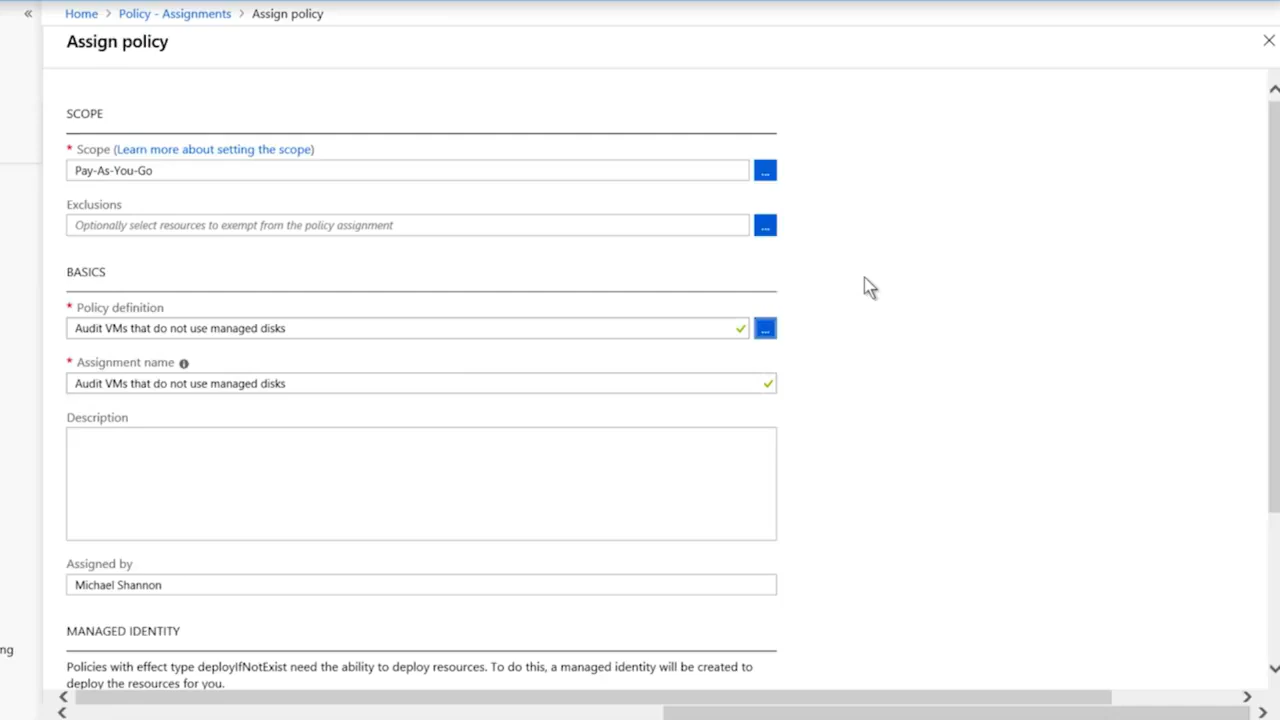 «
Home > Policy - Assignments > Assign policy
Assign policy
SCOPE
* Scope (Learn more about setting the scope)
Pay-As-You-Go
...
Exclusions
Optionally select resources to exempt from the policy assignment
...
BASICS
* Policy definition
Audit VMs that do not use managed disks
...
* Assignment name
Audit VMs that do not use managed disks
Description
Assigned by
Michael Shannon
MANAGED IDENTITY
ng
Policies with effect type deployIfNotExist need the ability to deploy resources. To do this, a managed identity will be created to
deploy the resources for you.